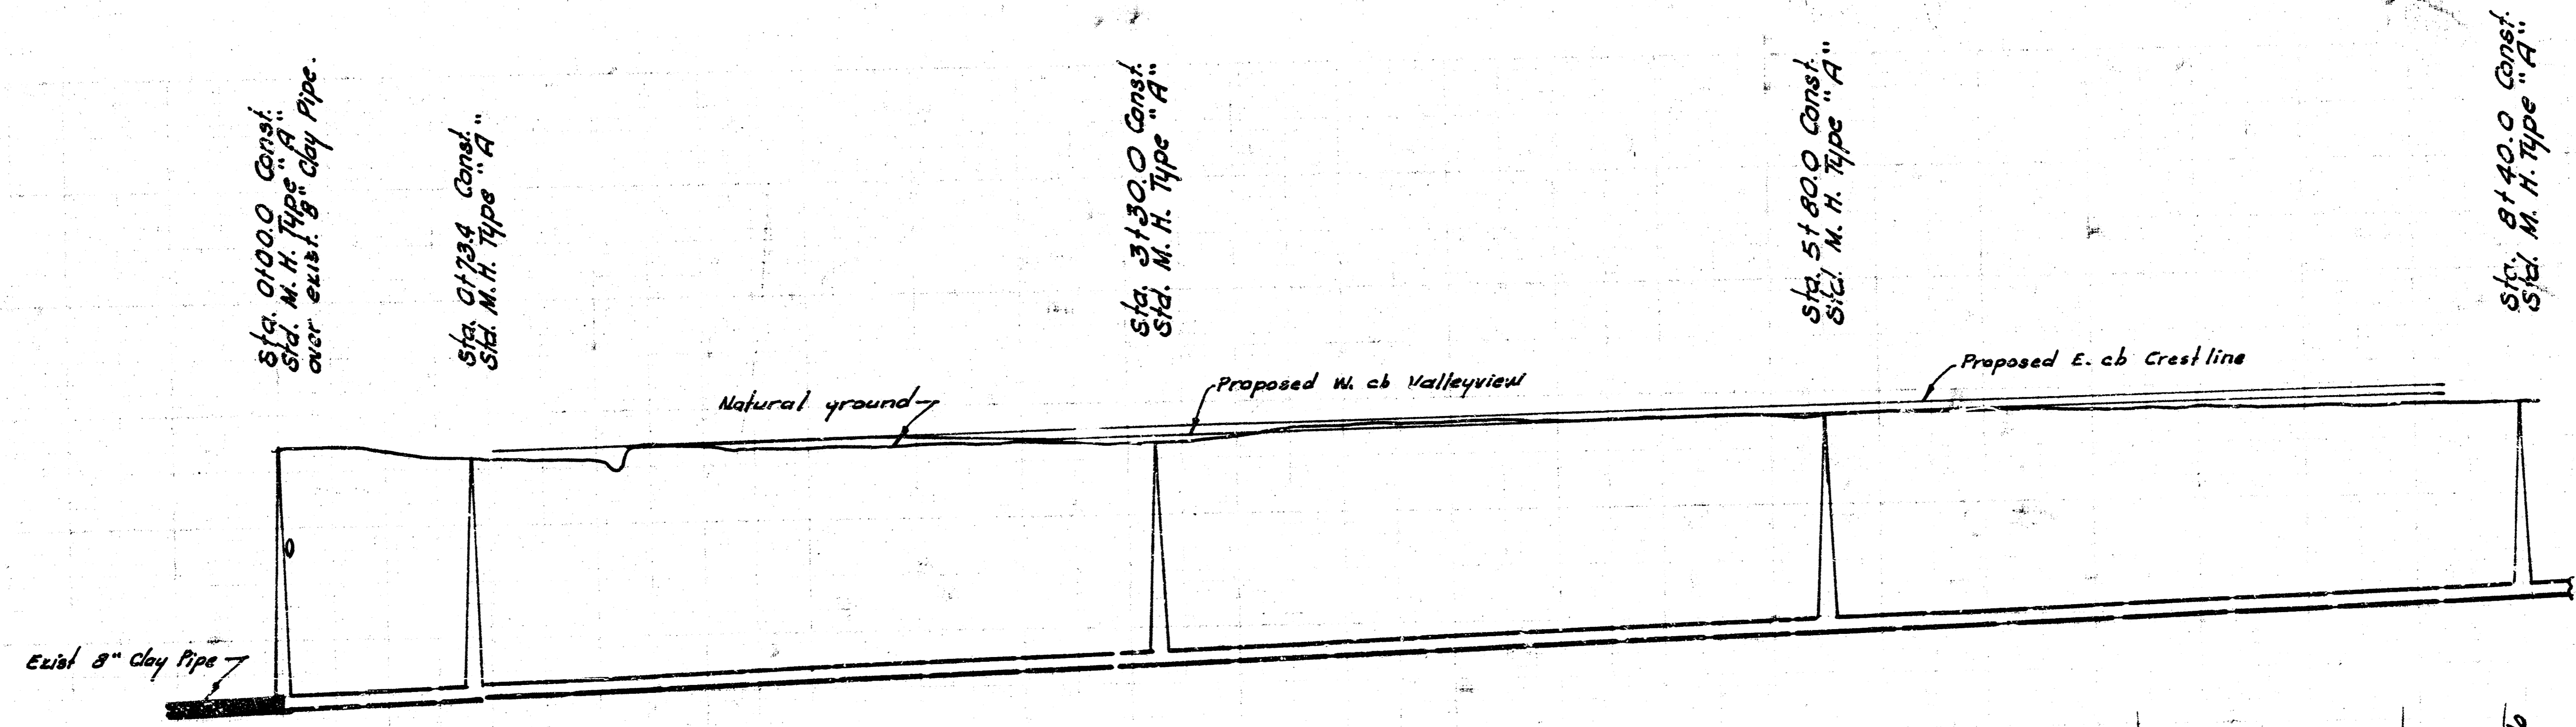 Sta. 0+00.0 Const.
Std. M. H. Type "A"
over exist. 8" Clay Pipe.
Sta. 0+73.4 Const.
Std. M. H. Type "A"
Sta. 3+30.0 Const.
Std. M. H. Type "A"
Sta. 5+80.0 Const.
Std. M. H. Type "A"
Sta. 8+40.0 Const.
Std. M. H. Type "A"
Natural ground
Proposed W. cb Valleyview
Proposed E. cb Crestline
Exist 8" Clay Pipe